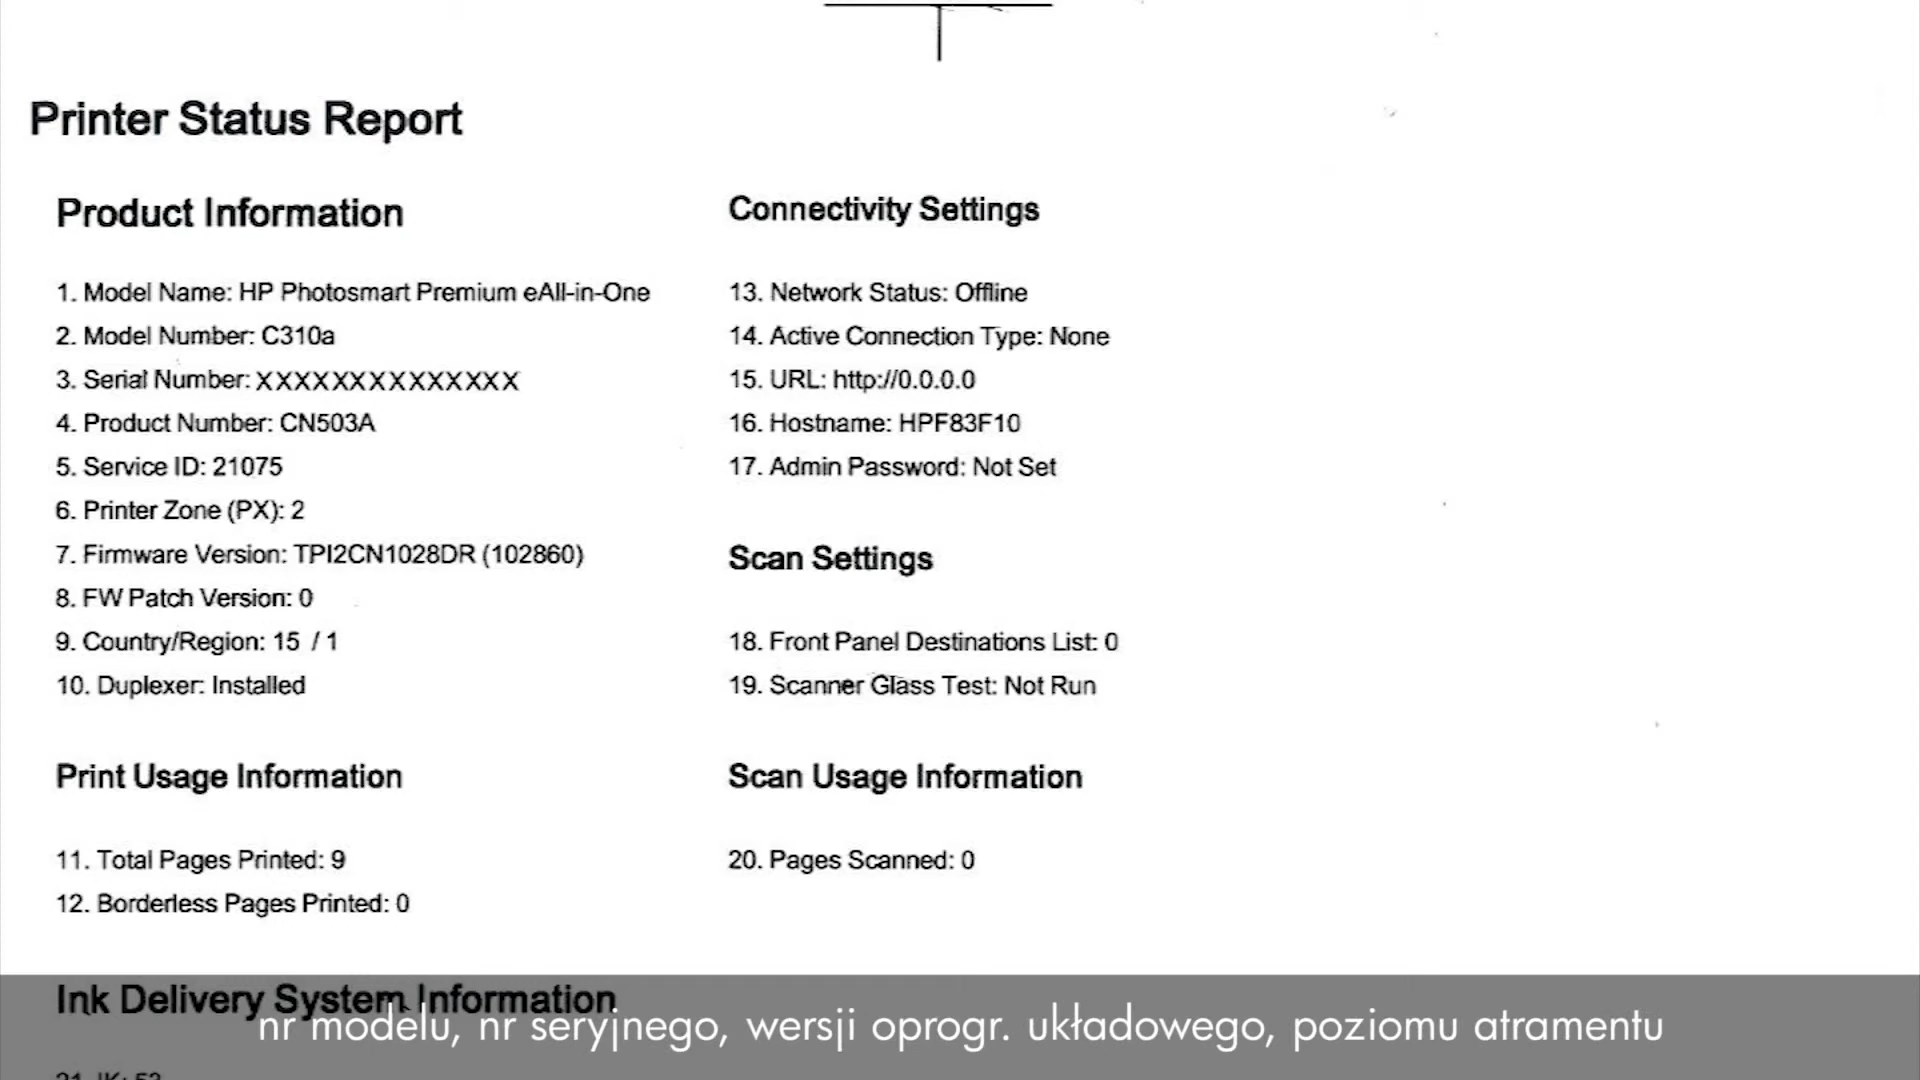 Printer Status Report
Product Information
1. Model Name: HP Photosmart Premium eAll-in-One
2. Model Number: C310a
3. Serial Number: XXXXXXXXXXXXXX
4. Product Number: CN503A
5. Service ID: 21075
6. Printer Zone (PX): 2
7. Firmware Version: TPI2CN1028DR (102860)
8. FW Patch Version: 0
9. Country/Region: 15 / 1
10. Duplexer: Installed
Print Usage Information
11. Total Pages Printed: 9
12. Borderless Pages Printed: 0
Connectivity Settings
13. Network Status: Offline
14. Active Connection Type: None
15. URL: http://0.0.0.0
16. Hostname: HPF83F10
17. Admin Password: Not Set
Scan Settings
18. Front Panel Destinations List: 0
19. Scanner Glass Test: Not Run
Scan Usage Information
20. Pages Scanned: 0
Ink Delivery System Information
nr modelu, nr seryjnego, wersji oprogr. układowego, poziomu atramentu